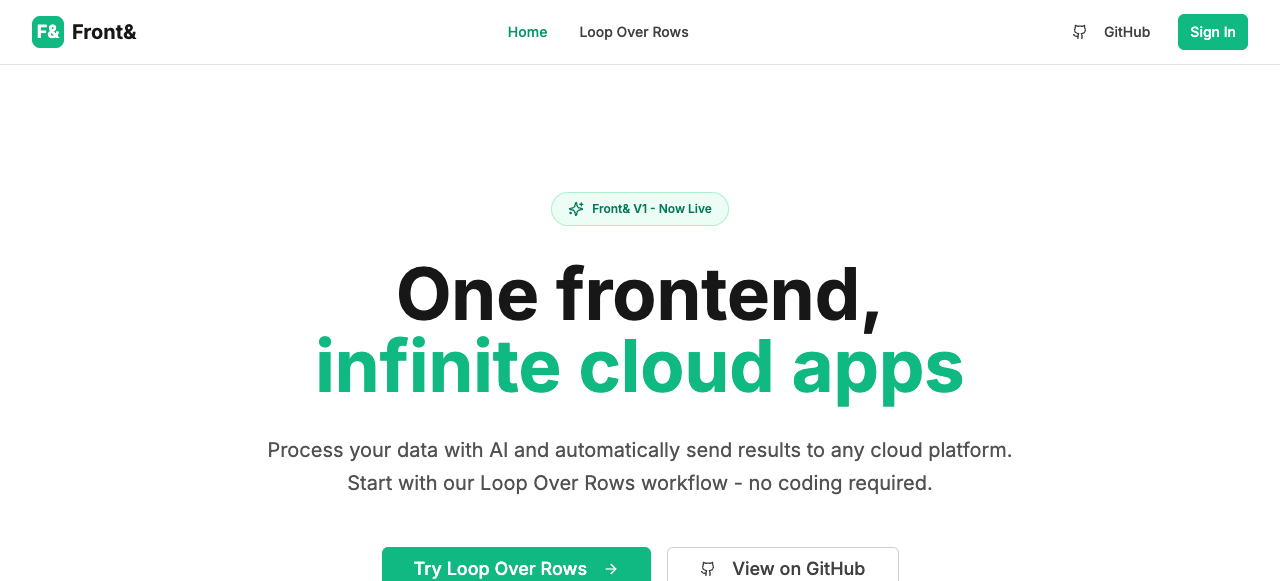 F& Front&
Home
Loop Over Rows
GitHub
Sign In
Front& V1 - Now Live
One frontend,
infinite cloud apps
Process your data with AI and automatically send results to any cloud platform.
Start with our Loop Over Rows workflow - no coding required.
Try Loop Over Rows →
View on GitHub